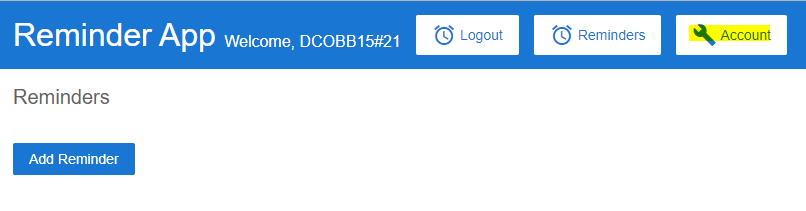 Reminder App Welcome, DCOBB15#21 Logout Reminders Account
Reminders
Add Reminder